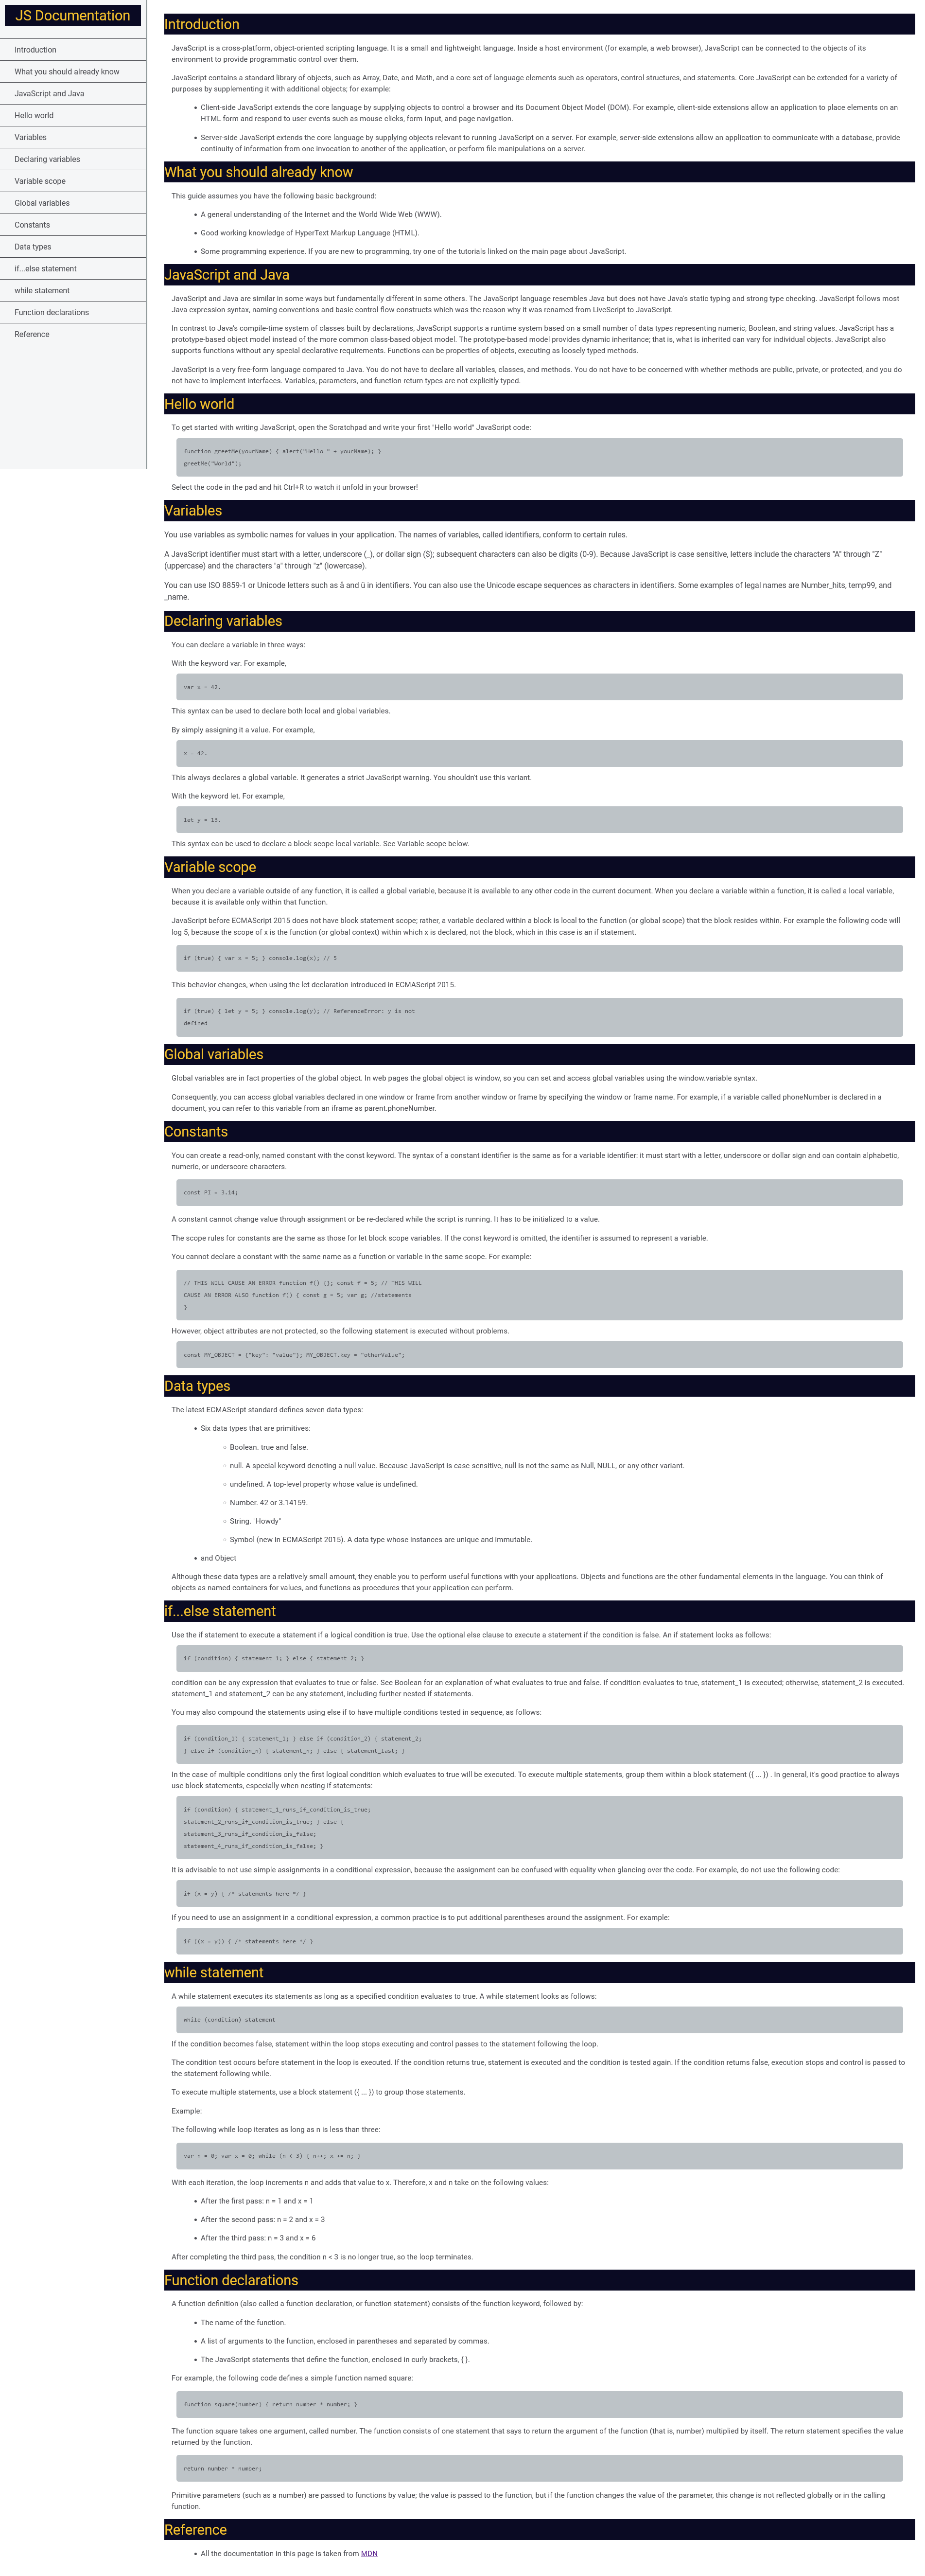 JS Documentation
Introduction
What you should already know
JavaScript and Java
Hello world
Variables
Declaring variables
Variable scope
Global variables
Constants
Data types
if...else statement
while statement
Function declarations
Reference
Introduction
JavaScript is a cross-platform, object-oriented scripting language. It is a small and lightweight language. Inside a host environment (for example, a web browser), JavaScript can be connected to the objects of its
environment to provide programmatic control over them.
JavaScript contains a standard library of objects, such as Array, Date, and Math, and a core set of language elements such as operators, control structures, and statements. Core JavaScript can be extended for a variety of
purposes by supplementing it with additional objects; for example:
• Client-side JavaScript extends the core language by supplying objects to control a browser and its Document Object Model (DOM). For example, client-side extensions allow an application to place elements on an
HTML form and respond to user events such as mouse clicks, form input, and page navigation.
• Server-side JavaScript extends the core language by supplying objects relevant to running JavaScript on a server. For example, server-side extensions allow an application to communicate with a database, provide
continuity of information from one invocation to another of the application, or perform file manipulations on a server.
What you should already know
This guide assumes you have the following basic background:
• A general understanding of the Internet and the World Wide Web (WWW).
• Good working knowledge of HyperText Markup Language (HTML).
• Some programming experience. If you are new to programming, try one of the tutorials linked on the main page about JavaScript.
JavaScript and Java
JavaScript and Java are similar in some ways but fundamentally different in some others. The JavaScript language resembles Java but does not have Java's static typing and strong type checking. JavaScript follows most
Java expression syntax, naming conventions and basic control-flow constructs which was the reason why it was renamed from LiveScript to JavaScript.
In contrast to Java's compile-time system of classes built by declarations, JavaScript supports a runtime system based on a small number of data types representing numeric, Boolean, and string values. JavaScript has a
prototype-based object model instead of the more common class-based object model. The prototype-based model provides dynamic inheritance; that is, what is inherited can vary for individual objects. JavaScript also
supports functions without any special declarative requirements. Functions can be properties of objects, executing as loosely typed methods.
JavaScript is a very free-form language compared to Java. You do not have to declare all variables, classes, and methods. You do not have to be concerned with whether methods are public, private, or protected, and you do
not have to implement interfaces. Variables, parameters, and function return types are not explicitly typed.
Hello world
To get started with writing JavaScript, open the Scratchpad and write your first "Hello world" JavaScript code:
function greetMe(yourName) { alert("Hello " + yourName); }
greetMe("World");
Select the code in the pad and hit Ctrl+R to watch it unfold in your browser!
Variables
You use variables as symbolic names for values in your application. The names of variables, called identifiers, conform to certain rules.
A JavaScript identifier must start with a letter, underscore (_), or dollar sign ($); subsequent characters can also be digits (0-9). Because JavaScript is case sensitive, letters include the characters "A" through "Z"
(uppercase) and the characters "a" through "z" (lowercase).
You can use ISO 8859-1 or Unicode letters such as å and ü in identifiers. You can also use the Unicode escape sequences as characters in identifiers. Some examples of legal names are Number_hits, temp99, and
_name.
Declaring variables
You can declare a variable in three ways:
With the keyword var. For example,
var x = 42.
This syntax can be used to declare both local and global variables.
By simply assigning it a value. For example,
x = 42.
This always declares a global variable. It generates a strict JavaScript warning. You shouldn't use this variant.
With the keyword let. For example,
let y = 13.
This syntax can be used to declare a block scope local variable. See Variable scope below.
Variable scope
When you declare a variable outside of any function, it is called a global variable, because it is available to any other code in the current document. When you declare a variable within a function, it is called a local variable,
because it is available only within that function.
JavaScript before ECMAScript 2015 does not have block statement scope; rather, a variable declared within a block is local to the function (or global scope) that the block resides within. For example the following code will
log 5, because the scope of x is the function (or global context) within which x is declared, not the block, which in this case is an if statement.
if (true) { var x = 5; } console.log(x); // 5
This behavior changes, when using the let declaration introduced in ECMAScript 2015.
if (true) { let y = 5; } console.log(y); // ReferenceError: y is not
defined
Global variables
Global variables are in fact properties of the global object. In web pages the global object is window, so you can set and access global variables using the window.variable syntax.
Consequently, you can access global variables declared in one window or frame from another window or frame by specifying the window or frame name. For example, if a variable called phoneNumber is declared in a
document, you can refer to this variable from an iframe as parent.phoneNumber.
Constants
You can create a read-only, named constant with the const keyword. The syntax of a constant identifier is the same as for a variable identifier: it must start with a letter, underscore or dollar sign and can contain alphabetic,
numeric, or underscore characters.
const PI = 3.14;
A constant cannot change value through assignment or be re-declared while the script is running. It has to be initialized to a value.
The scope rules for constants are the same as those for let block scope variables. If the const keyword is omitted, the identifier is assumed to represent a variable.
You cannot declare a constant with the same name as a function or variable in the same scope. For example:
// THIS WILL CAUSE AN ERROR function f() {}; const f = 5; // THIS WILL
CAUSE AN ERROR ALSO function f() { const g = 5; var g; //statements
}
However, object attributes are not protected, so the following statement is executed without problems.
const MY_OBJECT = {"key": "value"}; MY_OBJECT.key = "otherValue";
Data types
The latest ECMAScript standard defines seven data types:
• Six data types that are primitives:
◦ Boolean. true and false.
◦ null. A special keyword denoting a null value. Because JavaScript is case-sensitive, null is not the same as Null, NULL, or any other variant.
◦ undefined. A top-level property whose value is undefined.
◦ Number. 42 or 3.14159.
◦ String. "Howdy"
◦ Symbol (new in ECMAScript 2015). A data type whose instances are unique and immutable.
• and Object
Although these data types are a relatively small amount, they enable you to perform useful functions with your applications. Objects and functions are the other fundamental elements in the language. You can think of
objects as named containers for values, and functions as procedures that your application can perform.
if...else statement
Use the if statement to execute a statement if a logical condition is true. Use the optional else clause to execute a statement if the condition is false. An if statement looks as follows:
if (condition) { statement_1; } else { statement_2; }
condition can be any expression that evaluates to true or false. See Boolean for an explanation of what evaluates to true and false. If condition evaluates to true, statement_1 is executed; otherwise, statement_2 is executed.
statement_1 and statement_2 can be any statement, including further nested if statements.
You may also compound the statements using else if to have multiple conditions tested in sequence, as follows:
if (condition_1) { statement_1; } else if (condition_2) { statement_2;
} else if (condition_n) { statement_n; } else { statement_last; }
In the case of multiple conditions only the first logical condition which evaluates to true will be executed. To execute multiple statements, group them within a block statement ({ ... }) . In general, it's good practice to always
use block statements, especially when nesting if statements:
if (condition) { statement_1_runs_if_condition_is_true;
statement_2_runs_if_condition_is_true; } else {
statement_3_runs_if_condition_is_false;
statement_4_runs_if_condition_is_false; }
It is advisable to not use simple assignments in a conditional expression, because the assignment can be confused with equality when glancing over the code. For example, do not use the following code:
if (x = y) { /* statements here */ }
If you need to use an assignment in a conditional expression, a common practice is to put additional parentheses around the assignment. For example:
if ((x = y)) { /* statements here */ }
while statement
A while statement executes its statements as long as a specified condition evaluates to true. A while statement looks as follows:
while (condition) statement
If the condition becomes false, statement within the loop stops executing and control passes to the statement following the loop.
The condition test occurs before statement in the loop is executed. If the condition returns true, statement is executed and the condition is tested again. If the condition returns false, execution stops and control is passed to
the statement following while.
To execute multiple statements, use a block statement ({ ... }) to group those statements.
Example:
The following while loop iterates as long as n is less than three:
var n = 0; var x = 0; while (n < 3) { n++; x += n; }
With each iteration, the loop increments n and adds that value to x. Therefore, x and n take on the following values:
• After the first pass: n = 1 and x = 1
• After the second pass: n = 2 and x = 3
• After the third pass: n = 3 and x = 6
After completing the third pass, the condition n < 3 is no longer true, so the loop terminates.
Function declarations
A function definition (also called a function declaration, or function statement) consists of the function keyword, followed by:
• The name of the function.
• A list of arguments to the function, enclosed in parentheses and separated by commas.
• The JavaScript statements that define the function, enclosed in curly brackets, { }.
For example, the following code defines a simple function named square:
function square(number) { return number * number; }
The function square takes one argument, called number. The function consists of one statement that says to return the argument of the function (that is, number) multiplied by itself. The return statement specifies the value
returned by the function.
return number * number;
Primitive parameters (such as a number) are passed to functions by value; the value is passed to the function, but if the function changes the value of the parameter, this change is not reflected globally or in the calling
function.
Reference
• All the documentation in this page is taken from MDN